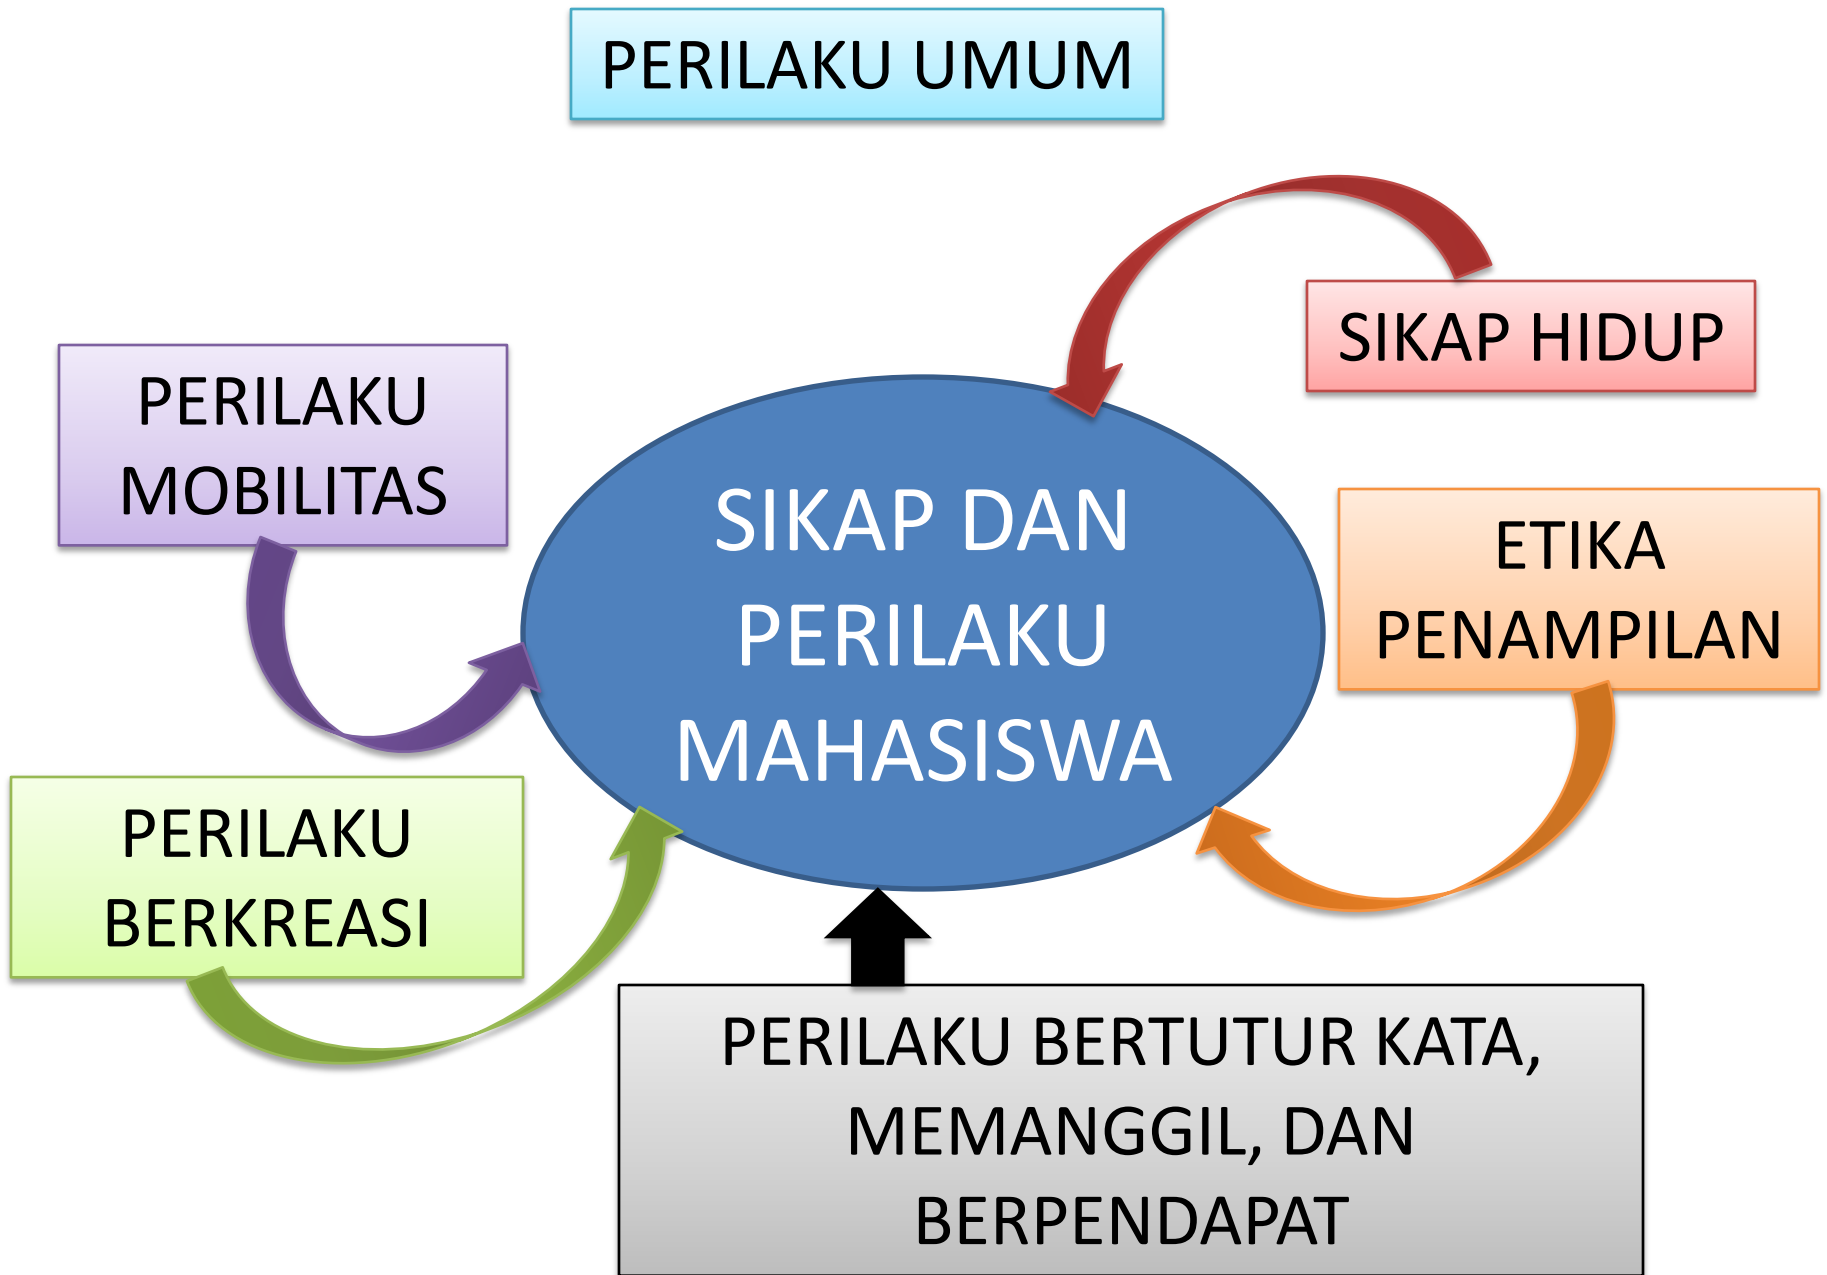 PERILAKU UMUM
SIKAP HIDUP
PERILAKU
MOBILITAS
SIKAP DAN
PERILAKU
MAHASISWA
ETIKA
PENAMPILAN
PERILAKU
BERKREASI
PERILAKU BERTUTUR KATA,
MEMANGGIL, DAN
BERPENDAPAT